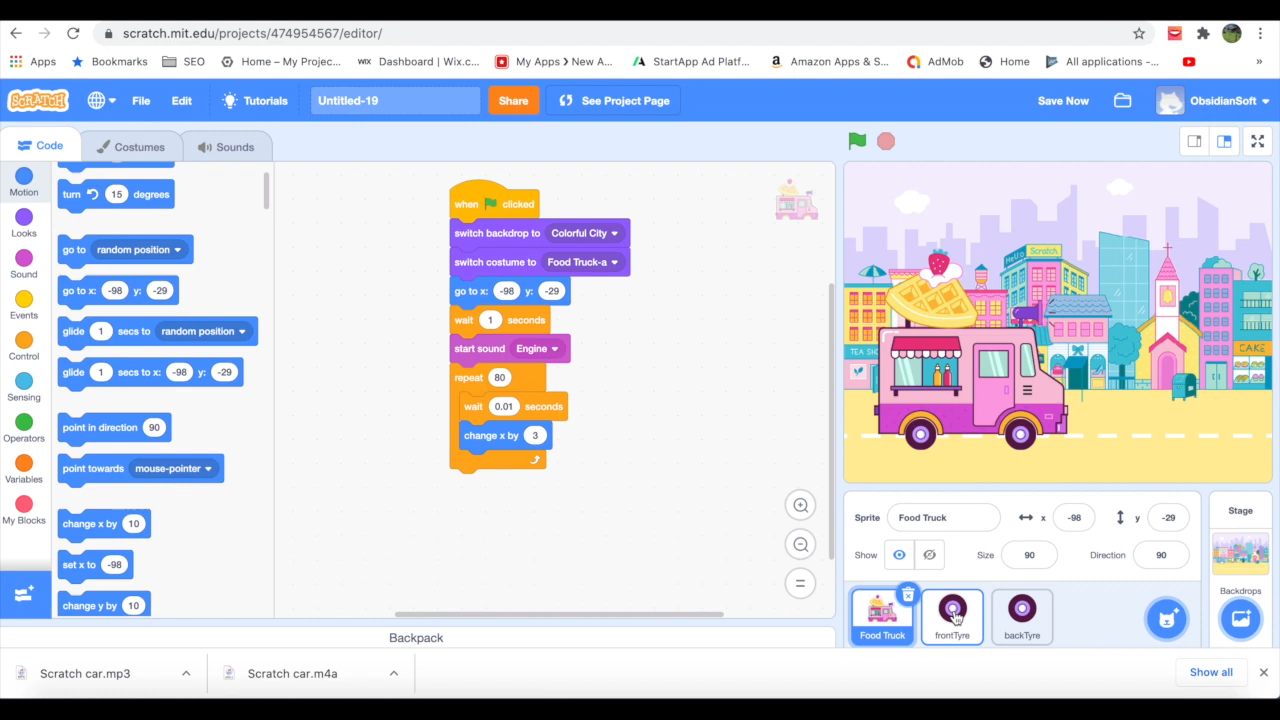 scratch.mit.edu/projects/474954567/editor/
Apps Bookmarks SEO Home – My Projec... WIX Dashboard | Wix.c... My Apps > New A... StartApp Ad Platf... Amazon Apps & S... AdMob Home All applications -... »
SCRATCH File Edit Tutorials Untitled-19 Share See Project Page Save Now ObsidianSoft
Code Costumes Sounds
Motion
Looks
Sound
Events
Control
Sensing
Operators
Variables
My Blocks
turn 15 degrees
go to random position
go to x: -98 y: -29
glide 1 secs to random position
glide 1 secs to x: -98 y: -29
point in direction 90
point towards mouse-pointer
change x by 10
set x to -98
change y by 10
when clicked
switch backdrop to Colorful City
switch costume to Food Truck-a
go to x: -98 y: -29
wait 1 seconds
start sound Engine
repeat 80
wait 0.01 seconds
change x by 3
Hello Scratch
TEA SHO
CAKE
Sprite Food Truck x -98 y -29
Show Size 90 Direction 90
Food Truck frontTyre backTyre
Stage
Backdrops
Backpack
Scratch car.mp3 Scratch car.m4a Show all